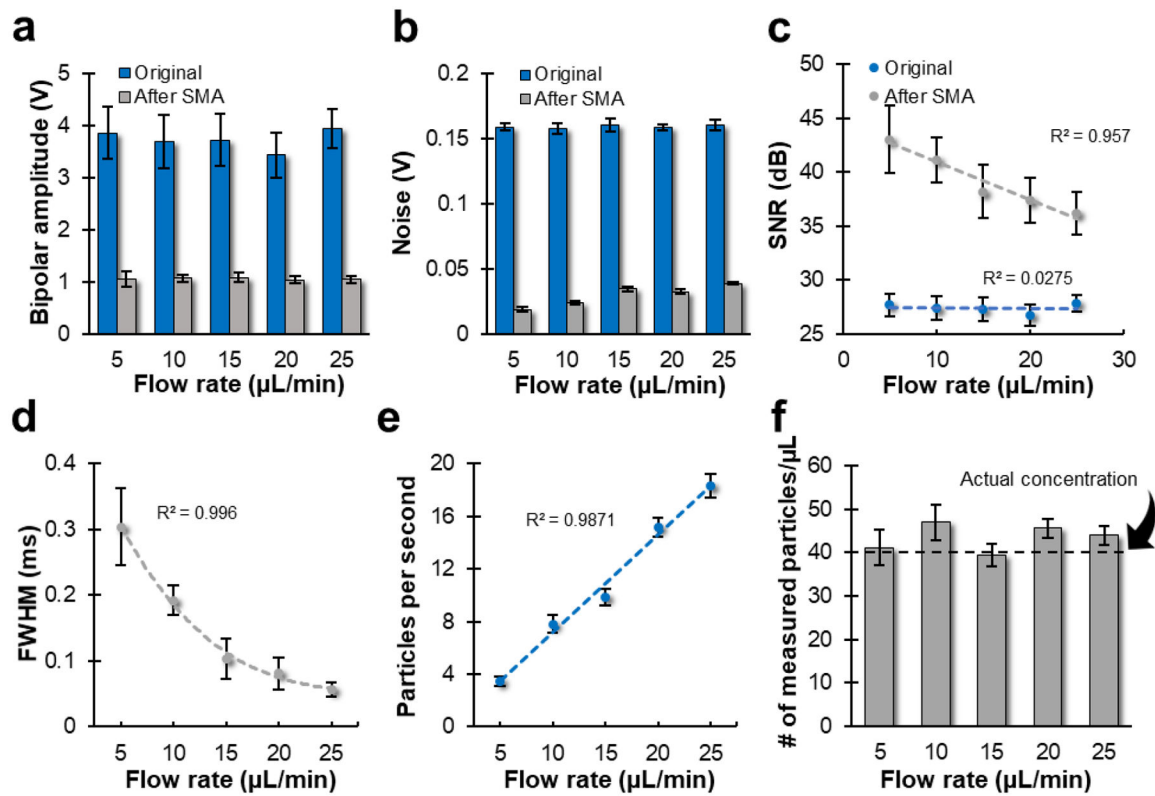 a
Original
After SMA
Bipolar amplitude (V)
5
4
3
2
1
0
5 10 15 20 25
Flow rate (µL/min)
b
Original
After SMA
Noise (V)
0.2
0.15
0.1
0.05
0
5 10 15 20 25
Flow rate (µL/min)
c
Original
After SMA
R² = 0.957
R² = 0.0275
SNR (dB)
50
45
40
35
30
25
0 10 20 30
Flow rate (µL/min)
d
R² = 0.996
FWHM (ms)
0.4
0.3
0.2
0.1
0
5 10 15 20 25
Flow rate (µL/min)
e
R² = 0.9871
Particles per second
20
16
12
8
4
0
5 10 15 20 25
Flow rate (µL/min)
f
Actual concentration
# of measured particles/µL
60
50
40
30
20
10
0
5 10 15 20 25
Flow rate (µL/min)